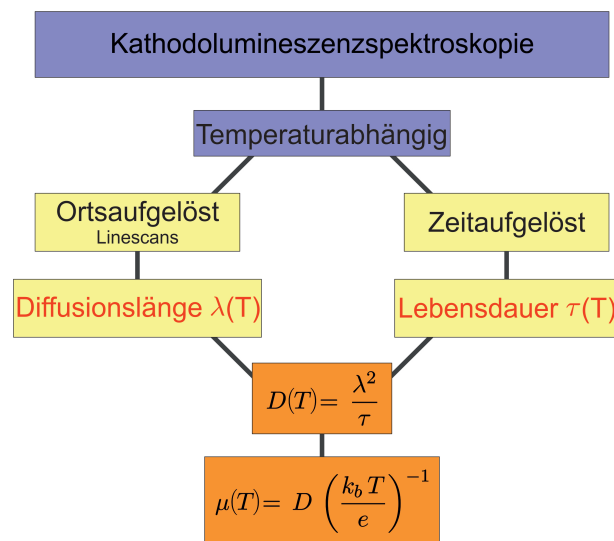 Kathodolumineszenzspektroskopie
Temperaturabhängig
Ortsaufgelöst
Linescans
Zeitaufgelöst
Diffusionslänge λ(T)
Lebensdauer τ(T)
D(T)= λ²/τ
μ(T)= D (k_b T/e)⁻¹